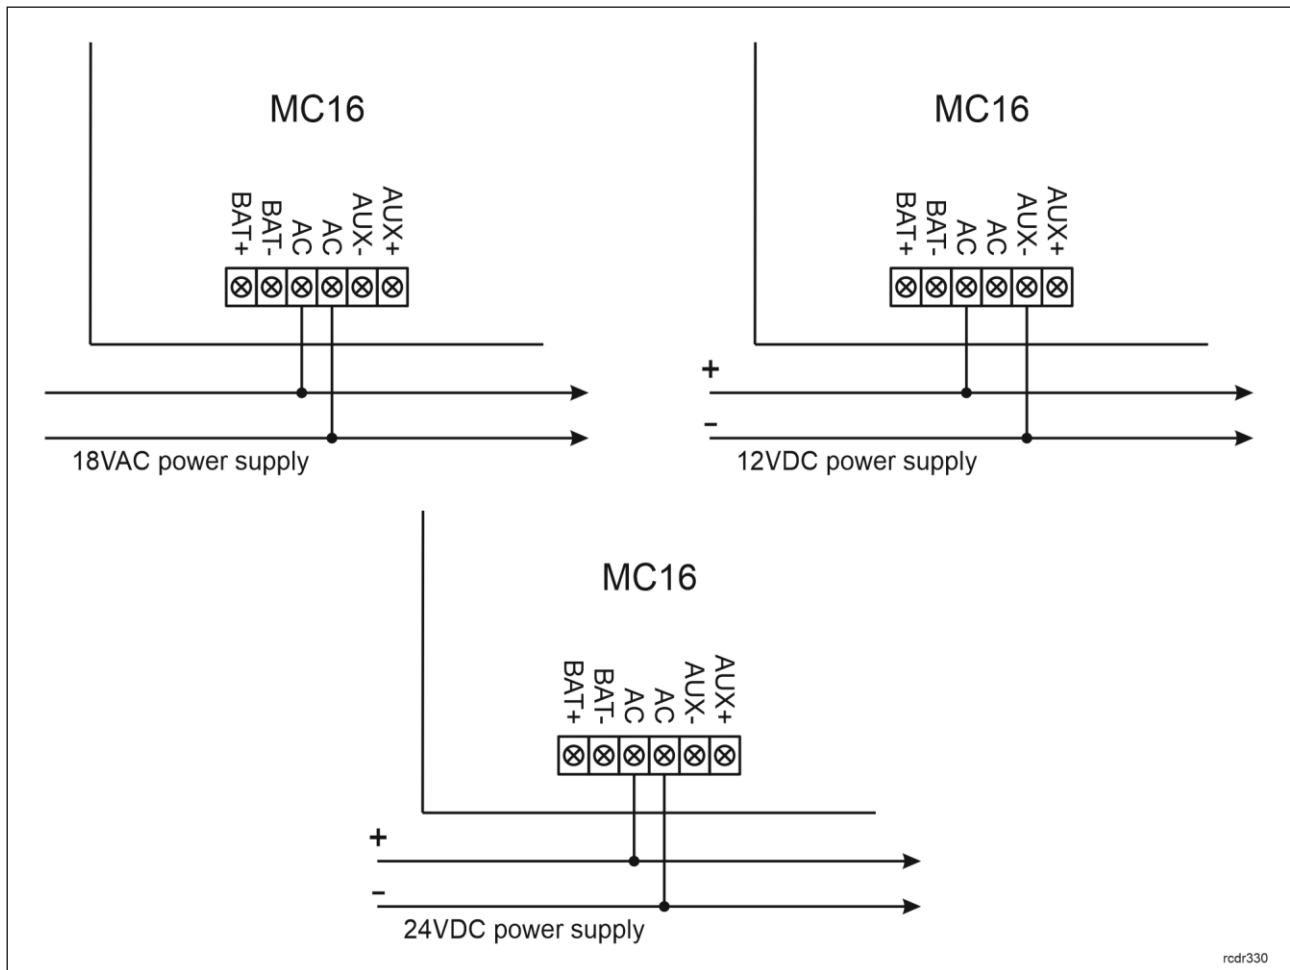 MC16
BAT+ BAT- AC AC AUX- AUX+
18VAC power supply
MC16
BAT+ BAT- AC AC AUX- AUX+
+
-
12VDC power supply
MC16
BAT+ BAT- AC AC AUX- AUX+
+
-
24VDC power supply
rcdr330